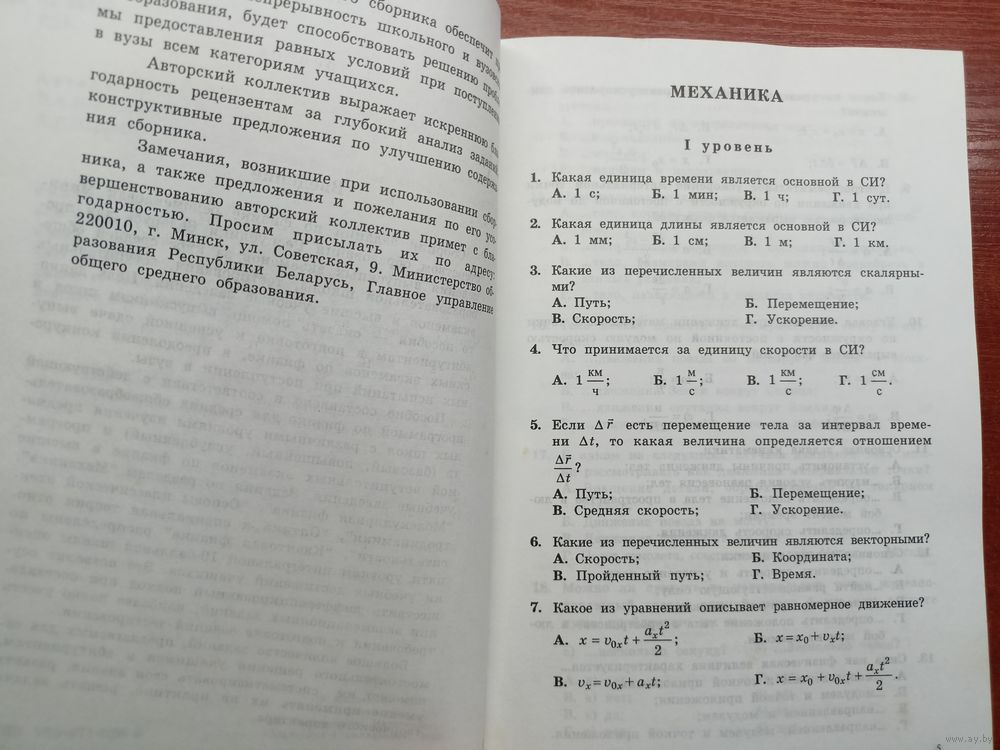 сборника обеспечит
прерывность школьного и
образования, будет способствовать решению
мы предоставления равных условий при
в вузы всем категориям учащихся.
Авторский коллектив выражает искреннюю
годарность рецензентам за глубокий анализ заданий,
конструктивные предложения по улучшению
ния сборника.
Замечания, возникшие при использовании сбор-
ника, а также предложения и пожелания по его
вершенствованию авторский коллектив примет с бла-
годарностью. Просим присылать их по адресу:
220010, г. Минск, ул. Советская, 9. Министерство об-
разования Республики Беларусь, Главное управление
общего среднего образования.
МЕХАНИКА
I уровень
1. Какая единица времени является основной в СИ?
А. 1 с; Б. 1 мин; В. 1 ч; Г. 1 сут.
2. Какая единица длины является основной в СИ?
А. 1 мм; Б. 1 см; В. 1 м; Г. 1 км.
3. Какие из перечисленных величин являются скалярны-
ми?
А. Путь; Б. Перемещение;
В. Скорость; Г. Ускорение.
4. Что принимается за единицу скорости в СИ?
А. 1 км/ч; Б. 1 м/с; В. 1 км/с; Г. 1 см/с.
5. Если Δr̄ есть перемещение тела за интервал време-
ни Δt, то какая величина определяется отношением
Δr̄/Δt?
А. Путь; Б. Перемещение;
В. Средняя скорость; Г. Ускорение.
6. Какие из перечисленных величин являются векторными?
А. Скорость; Б. Координата;
В. Пройденный путь; Г. Время.
7. Какое из уравнений описывает равномерное движение?
А. x = v₀ₓt + aₓt²/2; Б. x = x₀ + vₓt;
В. vₓ = v₀ₓ + aₓt; Г. x = x₀ + v₀ₓt + aₓt²/2.
5
www.ay.by